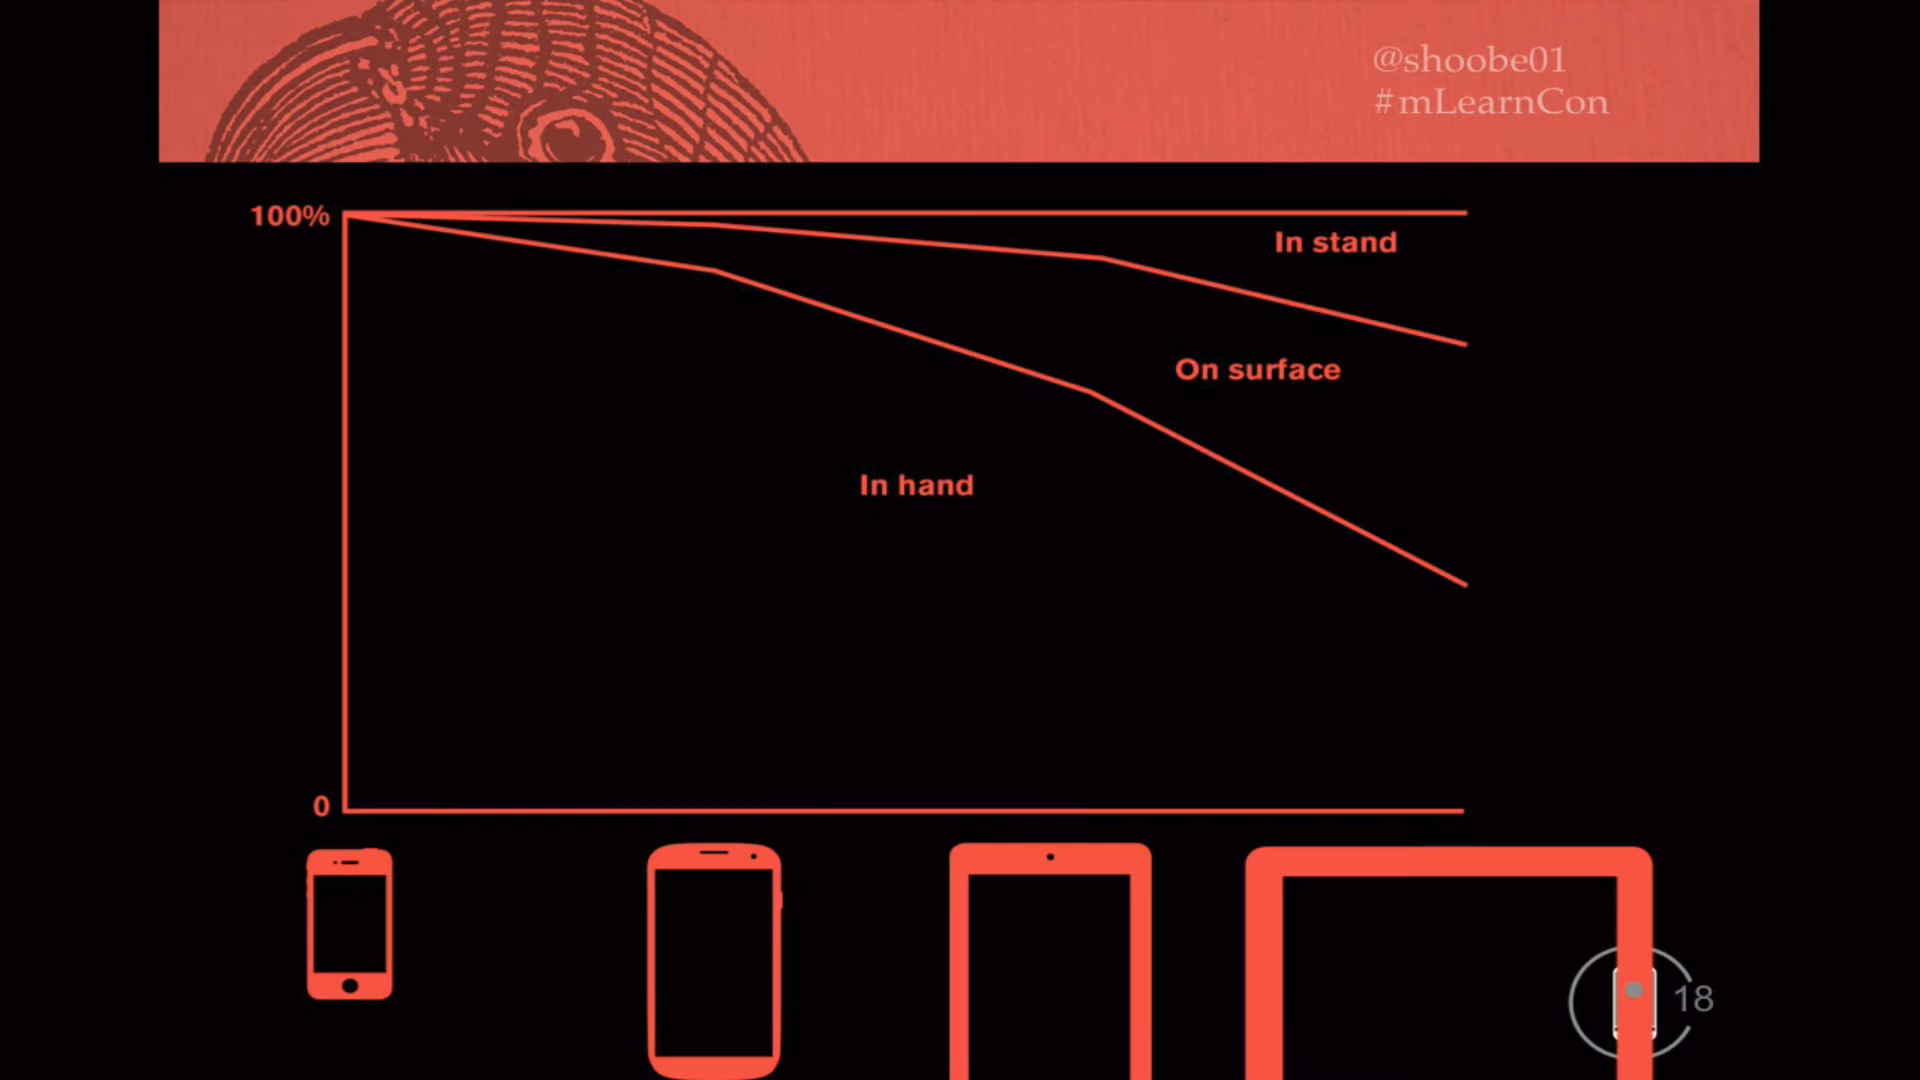 @shoobe01
#mLearnCon
100%
In stand
On surface
In hand
0
18